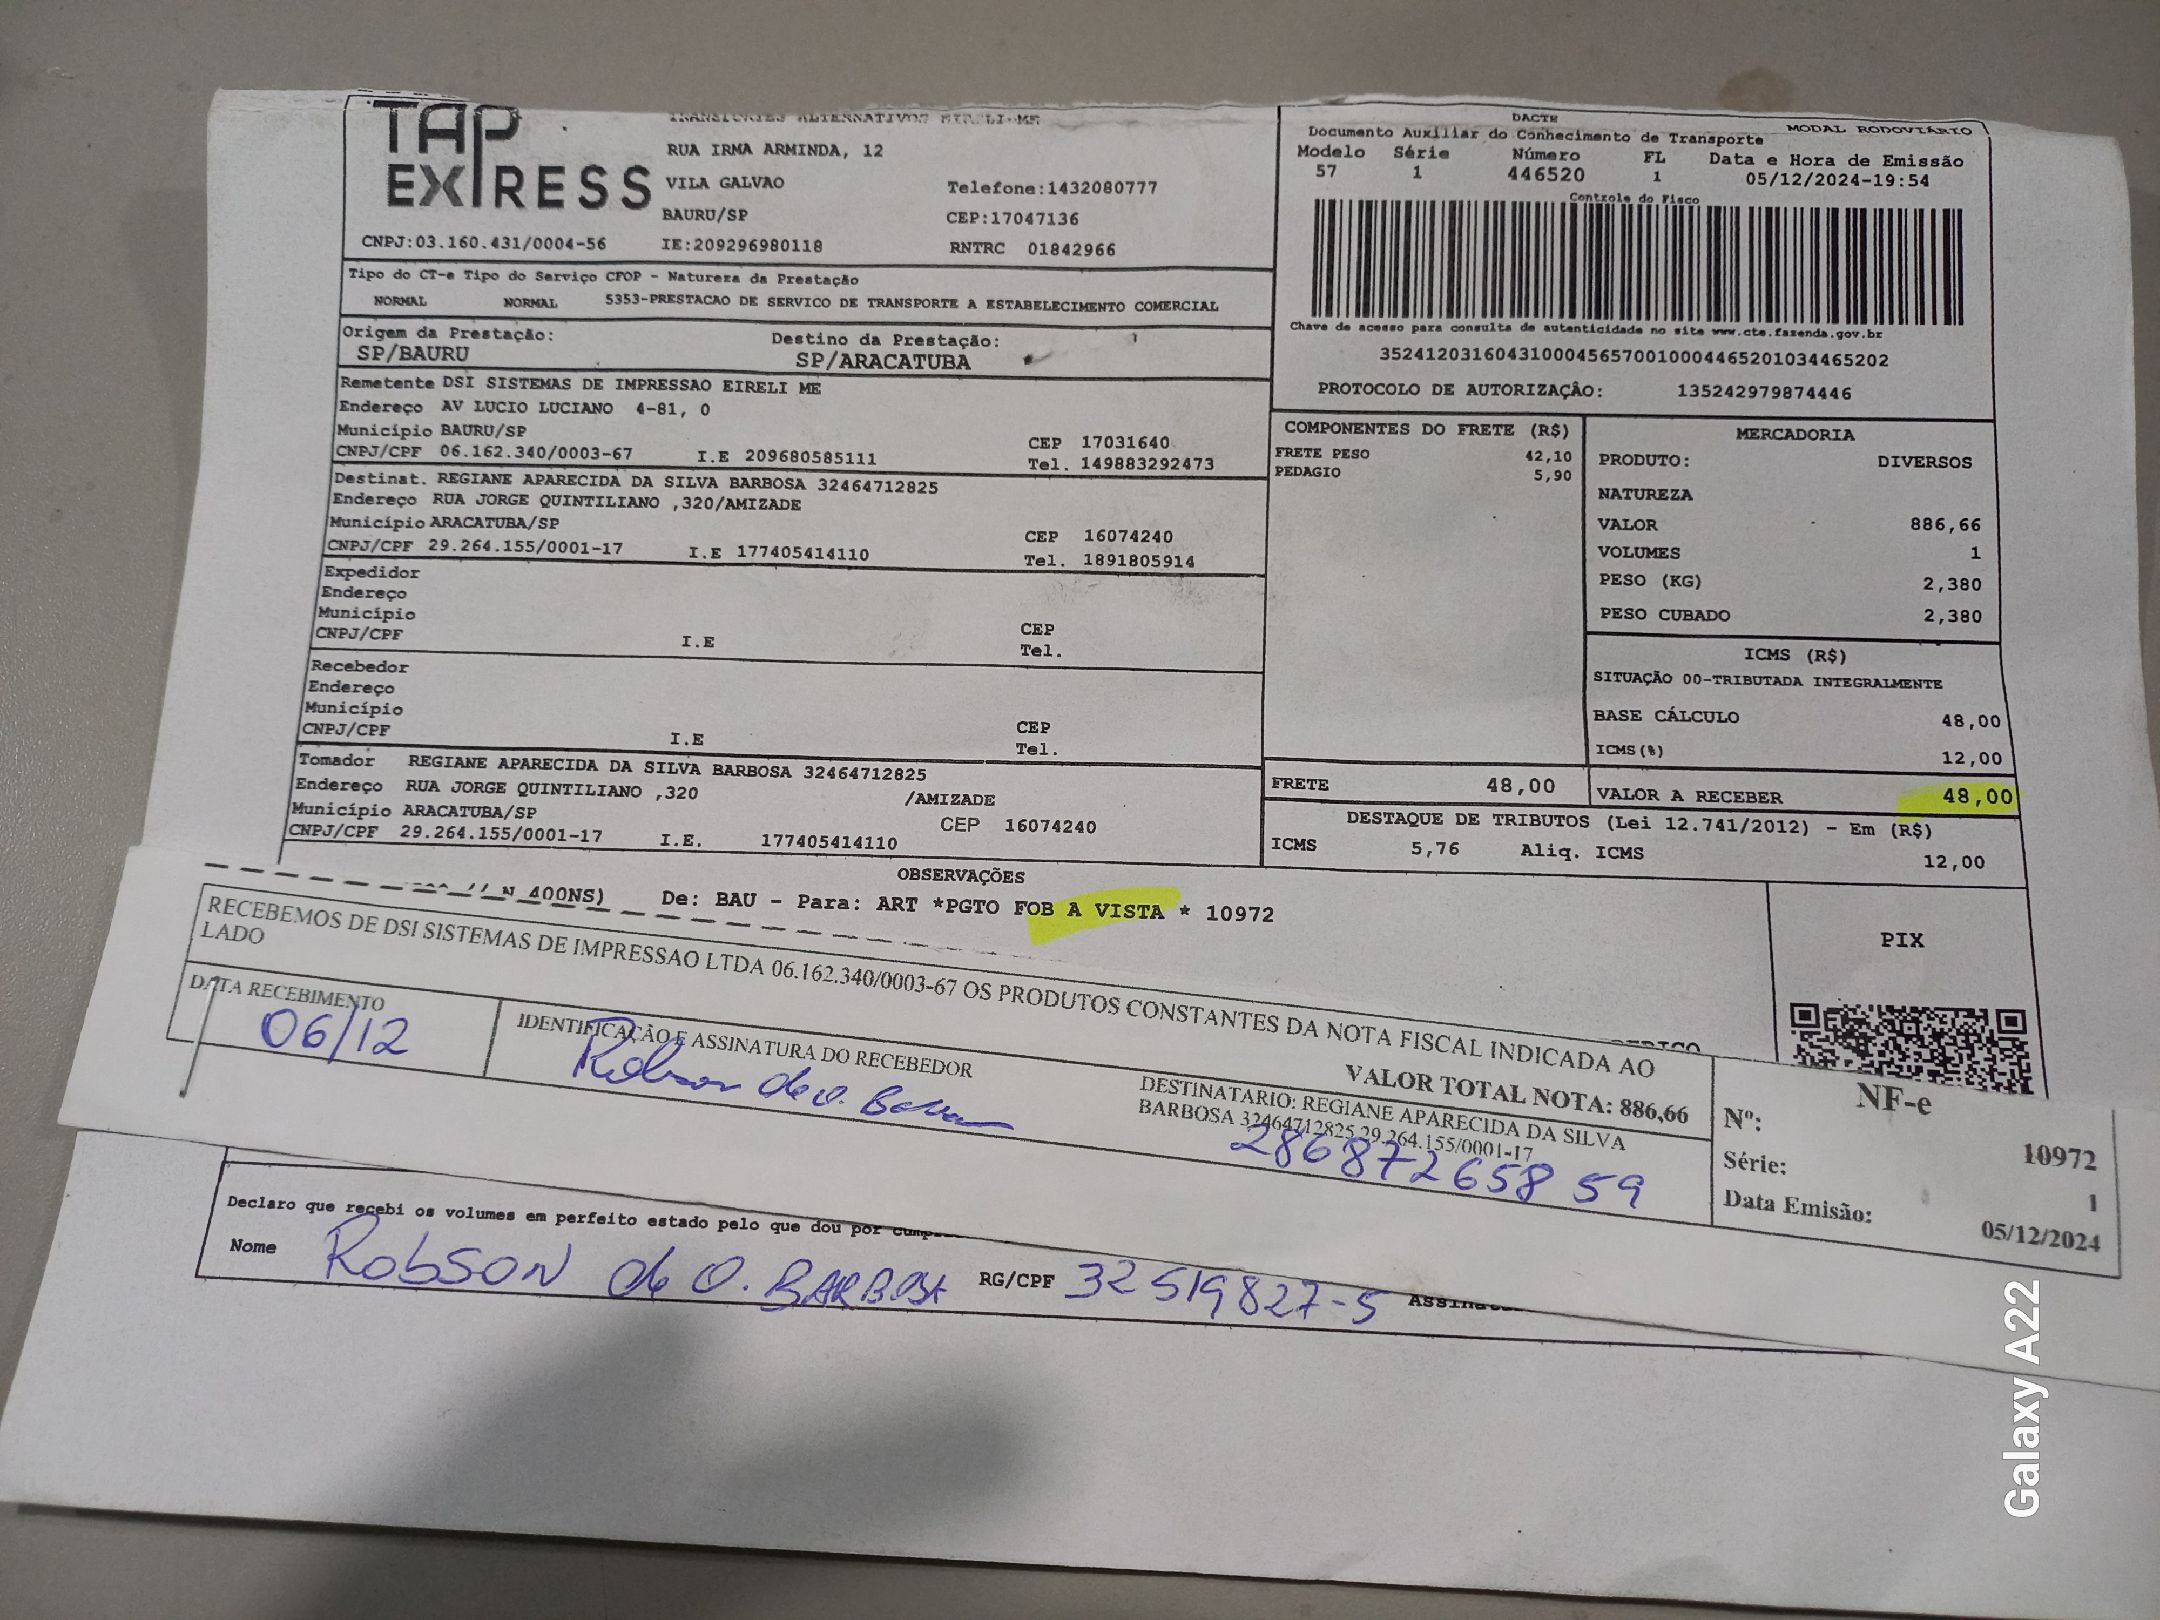 TAP
EXPRESS
TRANSPORTES ALTERNATIVOS EIRELI-ME
RUA IRMA ARMINDA, 12
VILA GALVAO Telefone:1432080777
BAURU/SP CEP:17047136
CNPJ:03.160.431/0004-56 IE:209296980118 RNTRC 01842966
DACTE
Documento Auxiliar do Conhecimento de Transporte MODAL RODOVIÁRIO
Modelo Série Número FL Data e Hora de Emissão
57 1 446520 1 05/12/2024-19:54
Controle do Fisco
Chave de acesso para consulta de autenticidade no site www.cte.fazenda.gov.br
35241203160431000456570010004465201034465202
PROTOCOLO DE AUTORIZAÇÂO: 135242979874446
Tipo do CT-e Tipo do Serviço CFOP - Natureza da Prestação
NORMAL NORMAL 5353-PRESTACAO DE SERVICO DE TRANSPORTE A ESTABELECIMENTO COMERCIAL
Origem da Prestação: Destino da Prestação:
SP/BAURU SP/ARACATUBA
Remetente DSI SISTEMAS DE IMPRESSAO EIRELI ME
Endereço AV LUCIO LUCIANO 4-81, 0
Município BAURU/SP CEP 17031640
CNPJ/CPF 06.162.340/0003-67 I.E 209680585111 Tel. 149883292473
Destinat. REGIANE APARECIDA DA SILVA BARBOSA 32464712825
Endereço RUA JORGE QUINTILIANO ,320/AMIZADE
Município ARACATUBA/SP CEP 16074240
CNPJ/CPF 29.264.155/0001-17 I.E 177405414110 Tel. 1891805914
Expedidor
Endereço
Município CEP
CNPJ/CPF I.E Tel.
Recebedor
Endereço
Município CEP
CNPJ/CPF I.E Tel.
Tomador REGIANE APARECIDA DA SILVA BARBOSA 32464712825
Endereço RUA JORGE QUINTILIANO ,320 /AMIZADE
Município ARACATUBA/SP CEP 16074240
CNPJ/CPF 29.264.155/0001-17 I.E. 177405414110
COMPONENTES DO FRETE (R$)
FRETE PESO 42,10
PEDAGIO 5,90
MERCADORIA
PRODUTO: DIVERSOS
NATUREZA
VALOR 886,66
VOLUMES 1
PESO (KG) 2,380
PESO CUBADO 2,380
ICMS (R$)
SITUAÇÃO 00-TRIBUTADA INTEGRALMENTE
BASE CÁLCULO 48,00
ICMS(%) 12,00
FRETE 48,00 VALOR A RECEBER 48,00
DESTAQUE DE TRIBUTOS (Lei 12.741/2012) - Em (R$)
ICMS 5,76 Aliq. ICMS 12,00
OBSERVAÇÕES
400NS) De: BAU - Para: ART *PGTO FOB A VISTA * 10972
PIX
RECEBEMOS DE DSI SISTEMAS DE IMPRESSAO LTDA 06.162.340/0003-67 OS PRODUTOS CONSTANTES DA NOTA FISCAL INDICADA AO
LADO
VALOR TOTAL NOTA: 886,66
DATA RECEBIMENTO
06/12
IDENTIFICAÇÃO E ASSINATURA DO RECEBEDOR
Robson de O. Barbosa
DESTINATARIO: REGIANE APARECIDA DA SILVA
BARBOSA 32464712825 29.264.155/0001-17
28687265859
NF-e
Nº: 10972
Série: 1
Data Emisão: 05/12/2024
Declaro que recebi os volumes em perfeito estado pelo que dou por
Nome Robson de O. BARBOSA RG/CPF 32519827-5
Galaxy A22